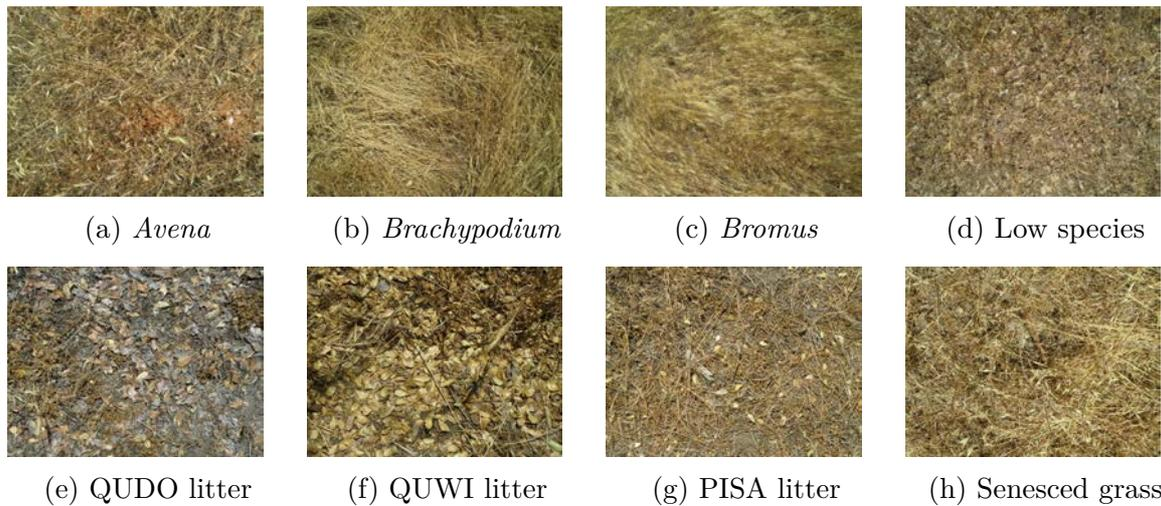 (a) Avena
(b) Brachypodium
(c) Bromus
(d) Low species
(e) QUDO litter
(f) QUWI litter
(g) PISA litter
(h) Senesced grass